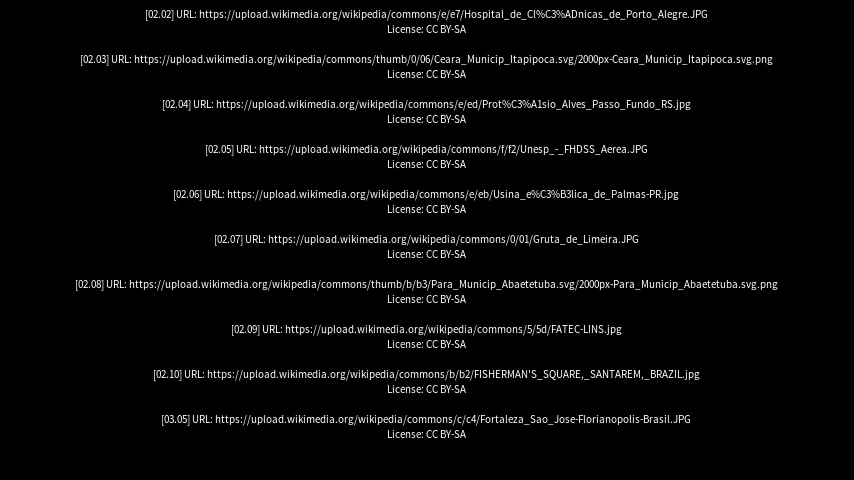 [02.02] URL: https://upload.wikimedia.org/wikipedia/commons/e/e7/Hospital_de_Cl%C3%ADnicas_de_Porto_Alegre.JPG
License: CC BY-SA
[02.03] URL: https://upload.wikimedia.org/wikipedia/commons/thumb/0/06/Ceara_Municip_Itapipoca.svg/2000px-Ceara_Municip_Itapipoca.svg.png
License: CC BY-SA
[02.04] URL: https://upload.wikimedia.org/wikipedia/commons/e/ed/Prot%C3%A1sio_Alves_Passo_Fundo_RS.jpg
License: CC BY-SA
[02.05] URL: https://upload.wikimedia.org/wikipedia/commons/f/f2/Unesp_-_FHDSS_Aerea.JPG
License: CC BY-SA
[02.06] URL: https://upload.wikimedia.org/wikipedia/commons/e/eb/Usina_e%C3%B3lica_de_Palmas-PR.jpg
License: CC BY-SA
[02.07] URL: https://upload.wikimedia.org/wikipedia/commons/0/01/Gruta_de_Limeira.JPG
License: CC BY-SA
[02.08] URL: https://upload.wikimedia.org/wikipedia/commons/thumb/b/b3/Para_Municip_Abaetetuba.svg/2000px-Para_Municip_Abaetetuba.svg.png
License: CC BY-SA
[02.09] URL: https://upload.wikimedia.org/wikipedia/commons/5/5d/FATEC-LINS.jpg
License: CC BY-SA
[02.10] URL: https://upload.wikimedia.org/wikipedia/commons/b/b2/FISHERMAN'S_SQUARE,_SANTAREM,_BRAZIL.jpg
License: CC BY-SA
[03.05] URL: https://upload.wikimedia.org/wikipedia/commons/c/c4/Fortaleza_Sao_Jose-Florianopolis-Brasil.JPG
License: CC BY-SA